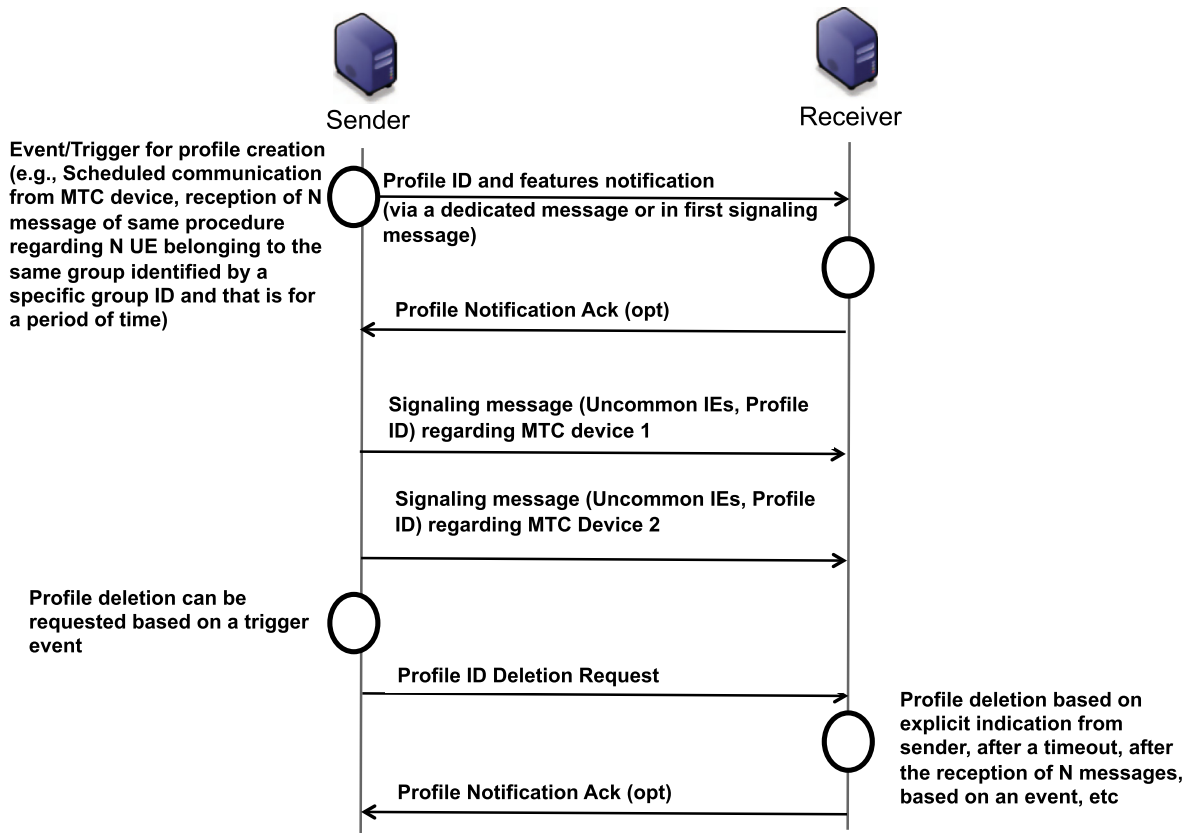 Sender
Receiver
Event/Trigger for profile creation
(e.g., Scheduled communication
from MTC device, reception of N
message of same procedure
regarding N UE belonging to the
same group identified by a
specific group ID and that is for
a period of time)
Profile ID and features notification
(via a dedicated message or in first signaling
message)
Profile Notification Ack (opt)
Signaling message (Uncommon IEs, Profile
ID) regarding MTC device 1
Signaling message (Uncommon IEs, Profile
ID) regarding MTC Device 2
Profile deletion can be
requested based on a trigger
event
Profile ID Deletion Request
Profile deletion based on
explicit indication from
sender, after a timeout, after
the reception of N messages,
based on an event, etc
Profile Notification Ack (opt)